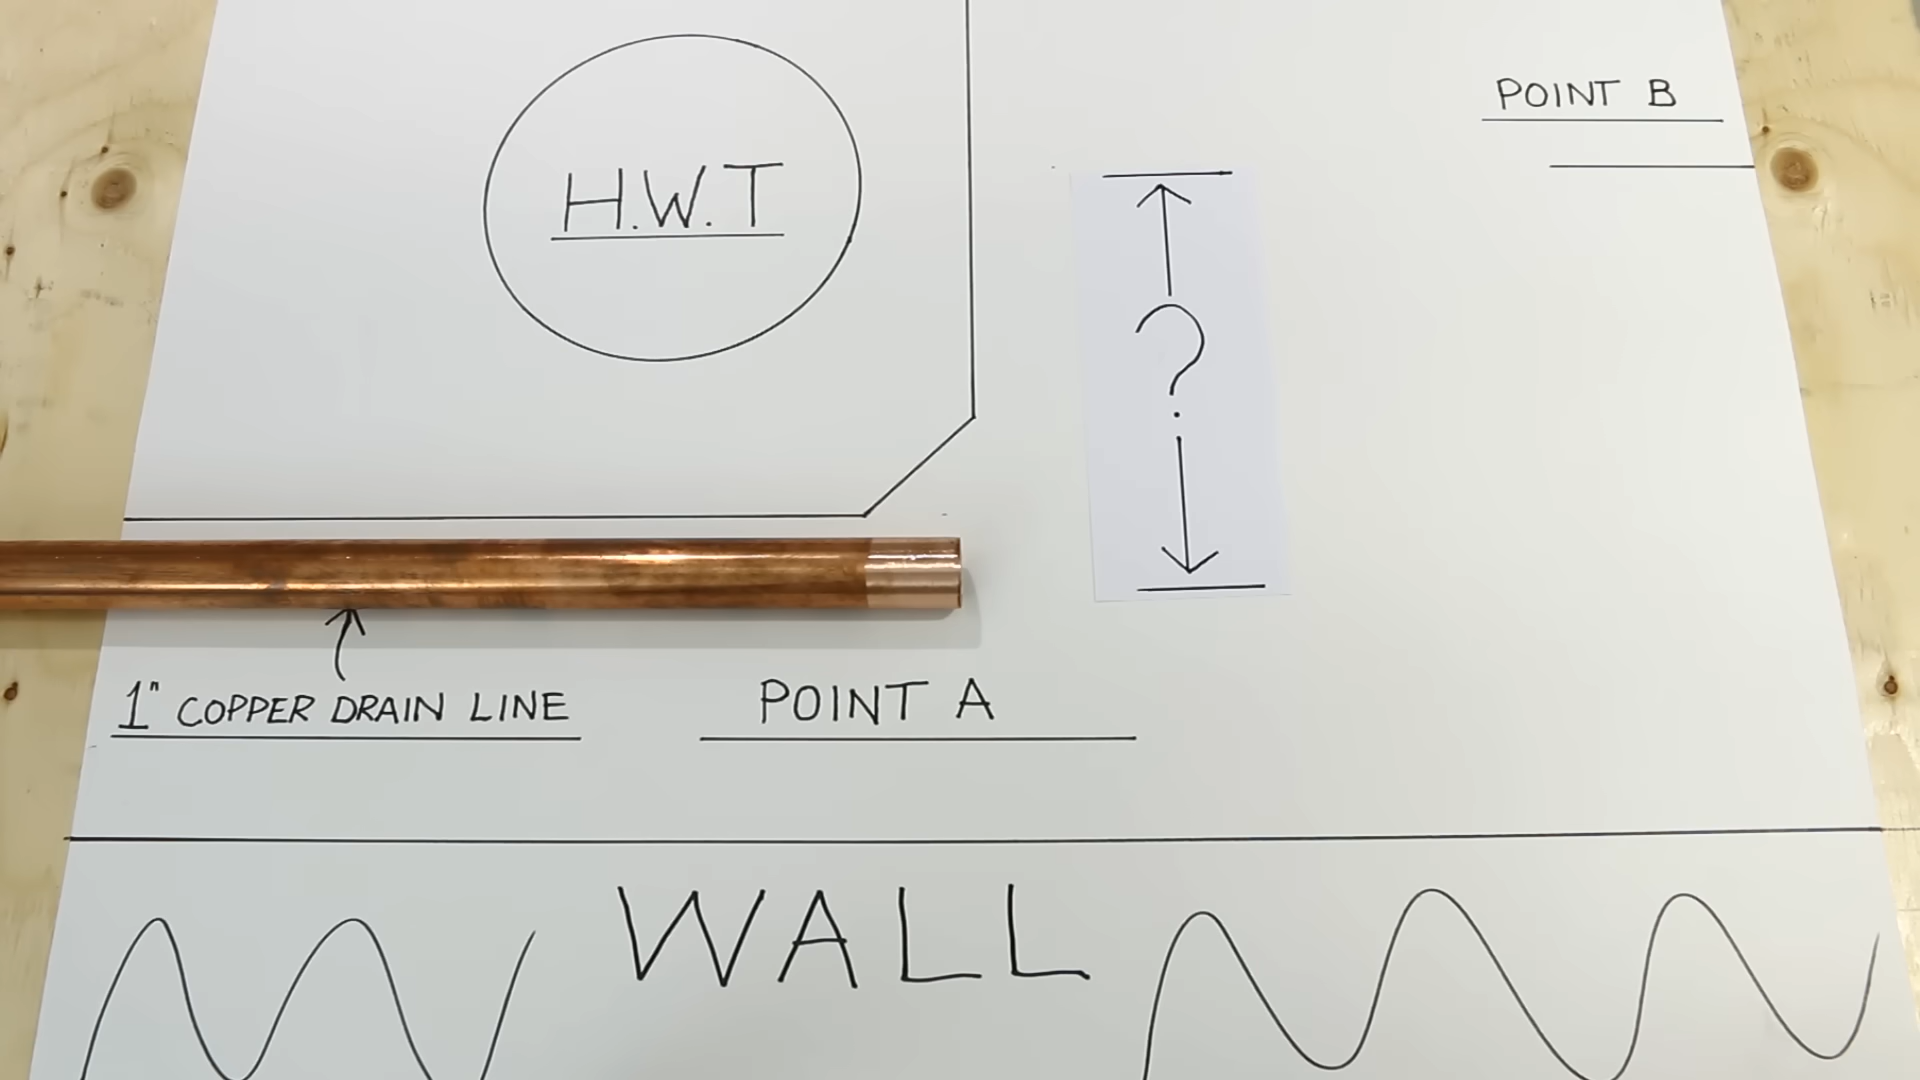 POINT B
H.W.T
?
1" COPPER DRAIN LINE
POINT A
WALL